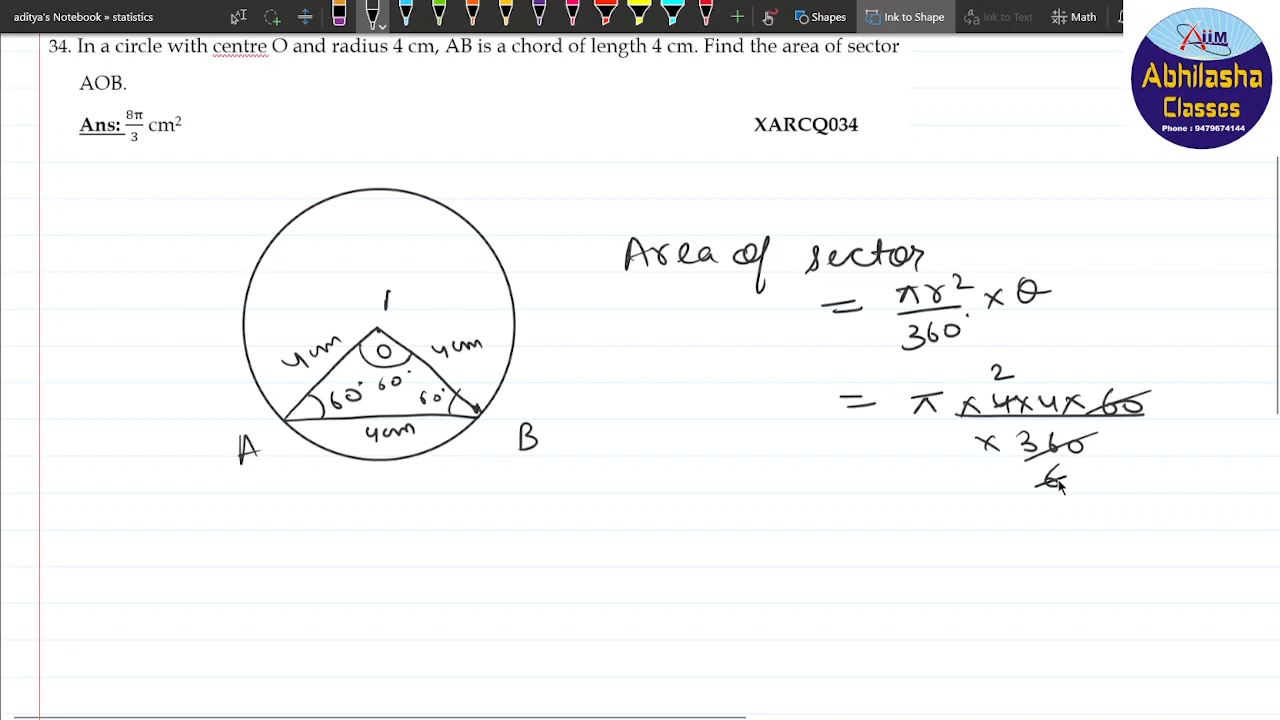 aditya's Notebook » statistics
Shapes
Ink to Shape
Ink to Text
Math
34. In a circle with centre O and radius 4 cm, AB is a chord of length 4 cm. Find the area of sector
AOB.
Ans: 8π/3 cm²
XARCQ034
AIIM
Abhilasha
Classes
Phone : 9479674144
Area of sector
= πr²/360° × θ
2
= π × 4 × 4 × 60
× 360
6
4cm
O
4cm
60°
60°
60°
4cm
A
B